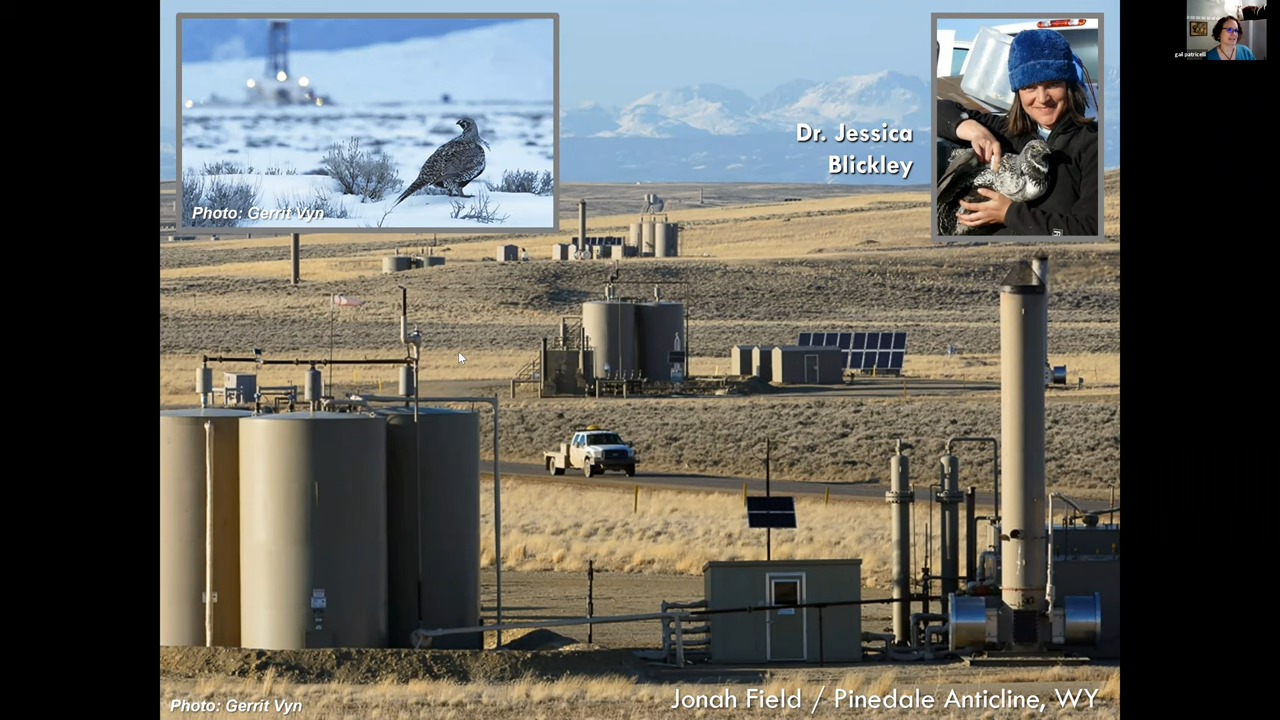 gail patricelli
Dr. Jessica
Blickley
Photo: Gerrit Vyn
Jonah Field / Pinedale Anticline, WY
Photo: Gerrit Vyn